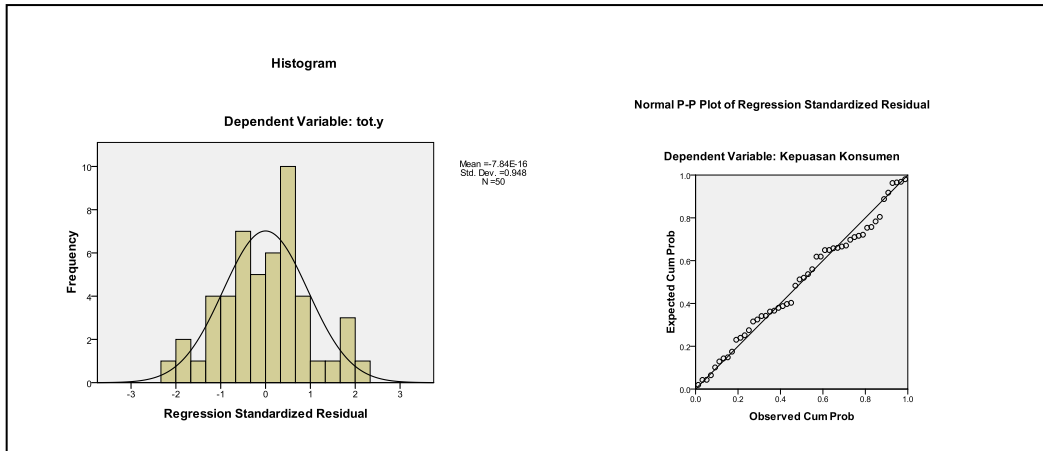 Histogram
Dependent Variable: tot.y
Mean =-7.84E-16
Std. Dev. =0.948
N =50
Frequency
10
8
6
4
2
0
-3 -2 -1 0 1 2 3
Regression Standardized Residual
Normal P-P Plot of Regression Standardized Residual
Dependent Variable: Kepuasan Konsumen
Expected Cum Prob
1.0
0.8
0.6
0.4
0.2
0.0
0.0 0.2 0.4 0.6 0.8 1.0
Observed Cum Prob